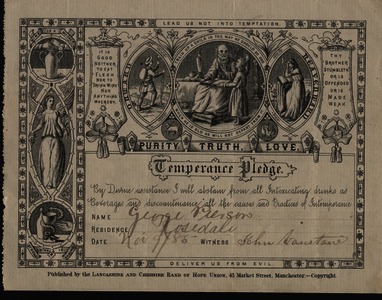 LEAD US NOT INTO TEMPTATION.
IT IS
GOOD
NEITHER
TO EAT
FLESH
NOR TO
DRINK WINE
NOR
ANYTHING
WHEREBY
THY
BROTHER
STUMBLETH
OR IS
OFFENDED
OR IS
MADE
WEAK
PURITY TRUTH LOVE
Temperance Pledge.
By Divine assistance I will abstain from all Intoxicating drinks as
Beverages and discountenance all the causes and Practices of Intemperance
NAME George Pierson
RESIDENCE Rosedale
DATE Nov 9/85 WITNESS John
DELIVER US FROM EVIL
Published by the LANCASHIRE AND CHESHIRE BAND OF HOPE UNION, 45 Market Street, Manchester.—Copyright.